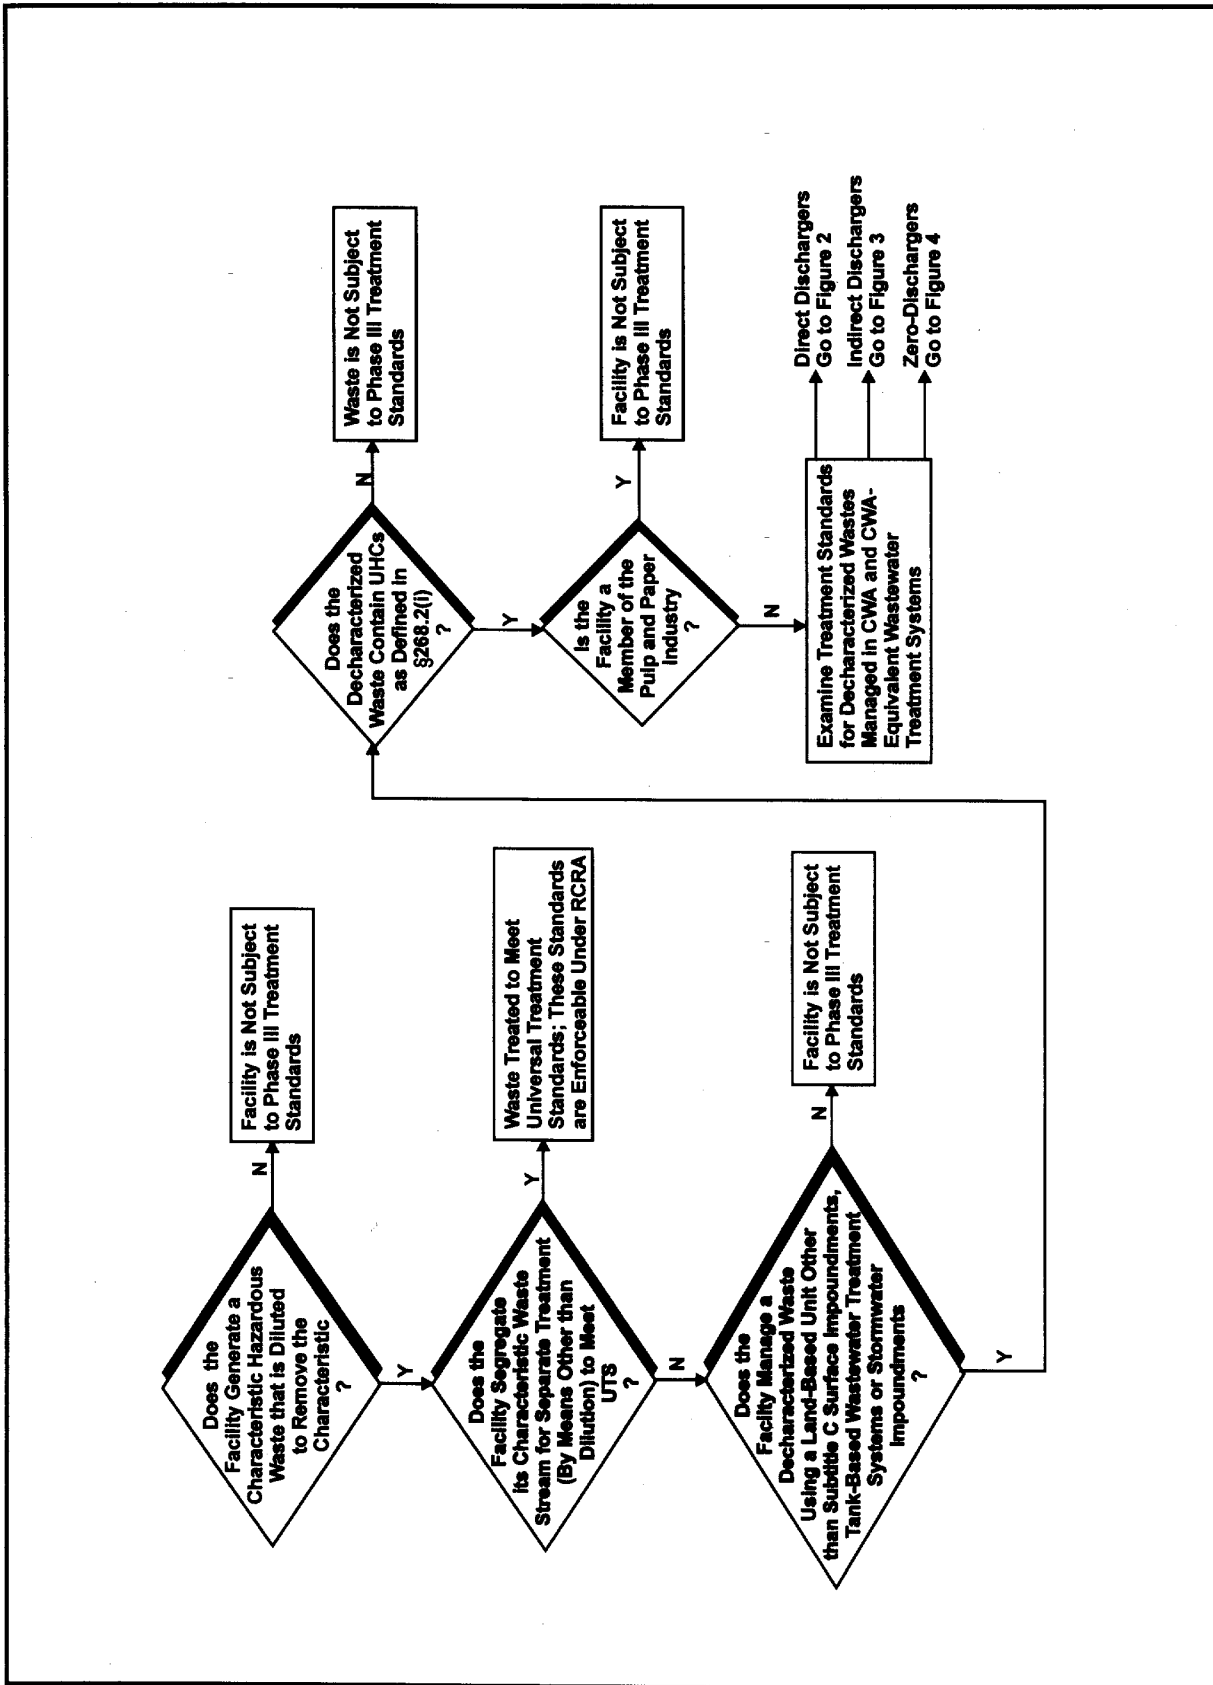 Does the
Facility Generate a
Characteristic Hazardous
Waste that is Diluted
to Remove the
Characteristic
?
N
Facility is Not Subject
to Phase III Treatment
Standards
Y
Does the
Facility Segregate
its Characteristic Waste
Stream for Separate Treatment
(By Means Other than
Dilution) to Meet
UTS
?
Y
Waste Treated to Meet
Universal Treatment
Standards; These Standards
are Enforceable Under RCRA
N
Does the
Facility Manage a
Decharacterized Waste
Using a Land-Based Unit Other
than Subtitle C Surface Impoundments,
Tank-Based Wastewater Treatment
Systems or Stormwater
Impoundments
?
N
Facility is Not Subject
to Phase III Treatment
Standards
Y
Does the
Decharacterized
Waste Contain UHCs
as Defined in
§268.2(i)
?
N
Waste is Not Subject
to Phase III Treatment
Standards
Y
Is the
Facility a
Member of the
Pulp and Paper
Industry
?
Y
Facility is Not Subject
to Phase III Treatment
Standards
N
Examine Treatment Standards
for Decharacterized Wastes
Managed in CWA and CWA-
Equivalent Wastewater
Treatment Systems
Direct Dischargers
Go to Figure 2
Indirect Dischargers
Go to Figure 3
Zero-Dischargers
Go to Figure 4